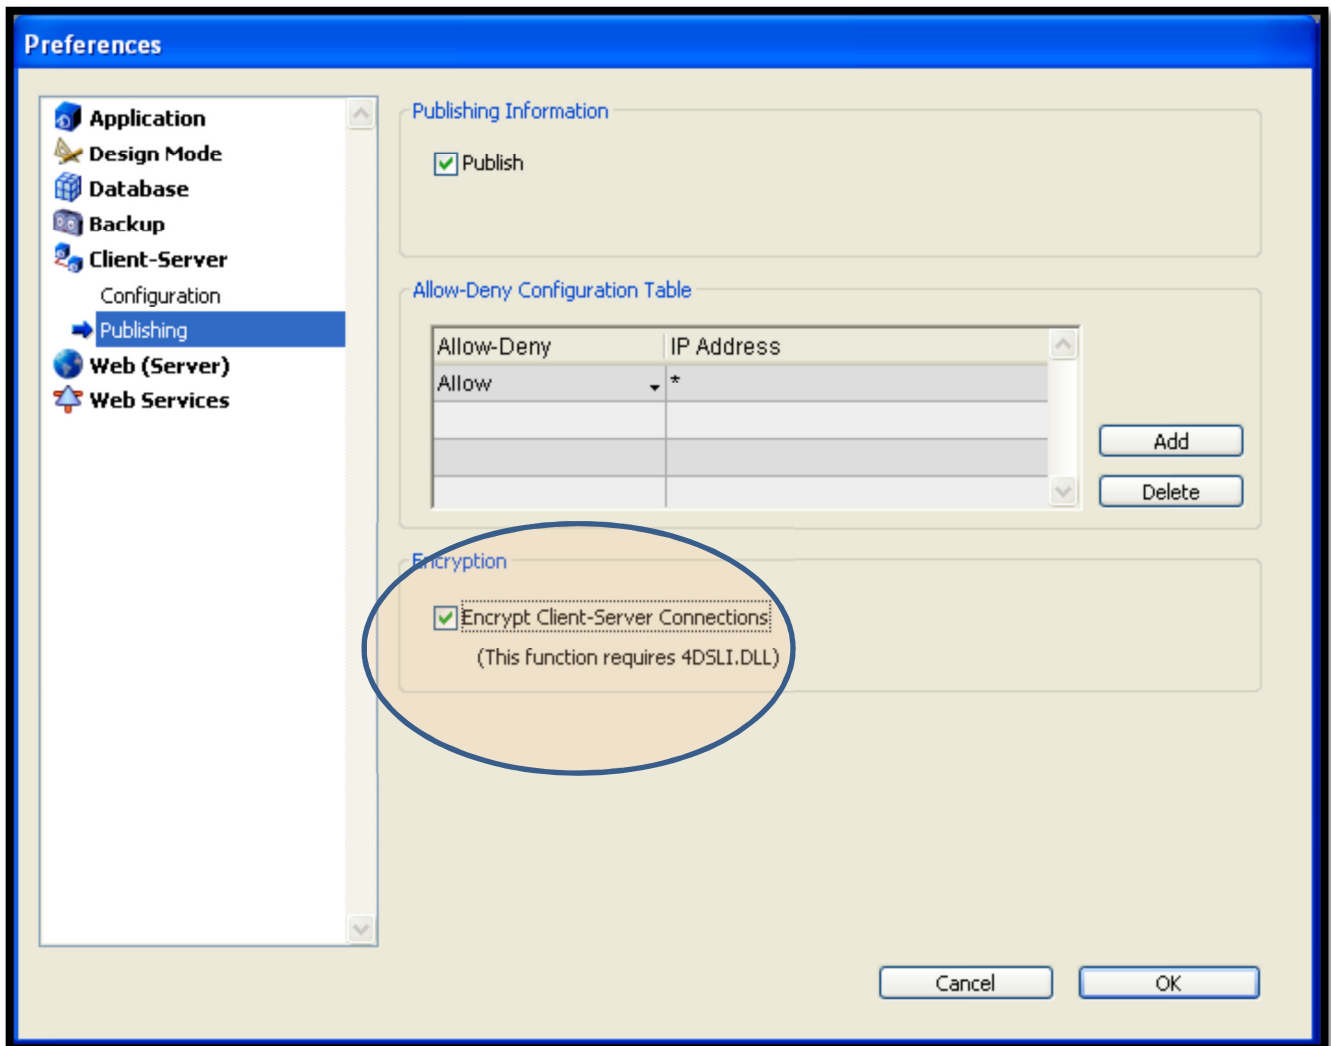 Preferences
Application
Design Mode
Database
Backup
Client-Server
Configuration
Publishing
Web (Server)
Web Services
Publishing Information
Publish
Allow-Deny Configuration Table
Allow-Deny IP Address
Allow *
Add
Delete
Encryption
Encrypt Client-Server Connections
(This function requires 4DSLI.DLL)
Cancel OK